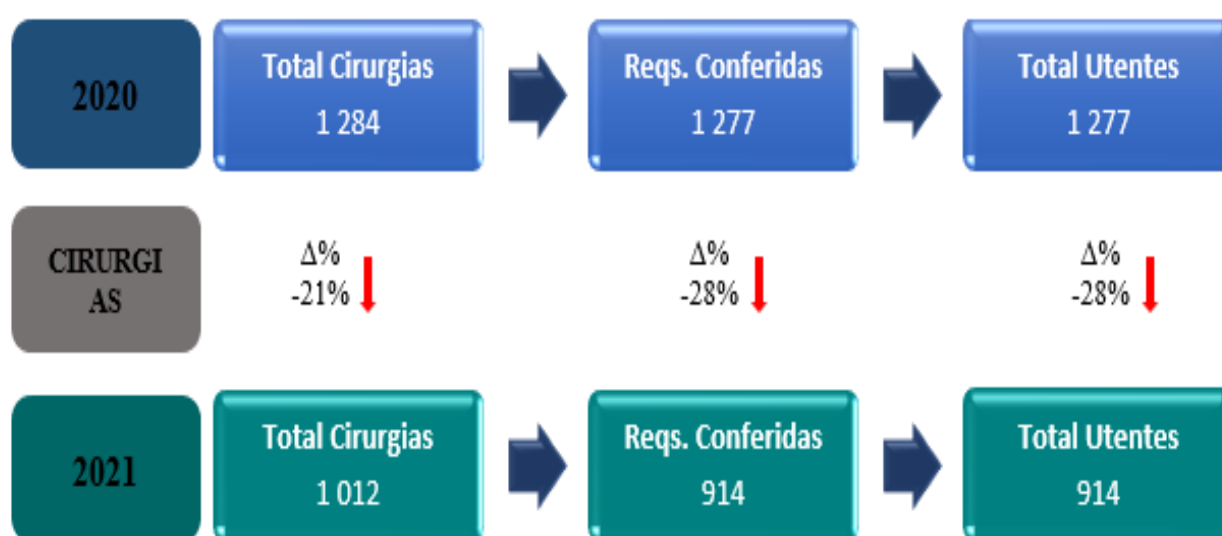 2020
Total Cirurgias
1 284
Reqs. Conferidas
1 277
Total Utentes
1 277
CIRURGI
AS
Δ%
-21%
Δ%
-28%
Δ%
-28%
2021
Total Cirurgias
1 012
Reqs. Conferidas
914
Total Utentes
914